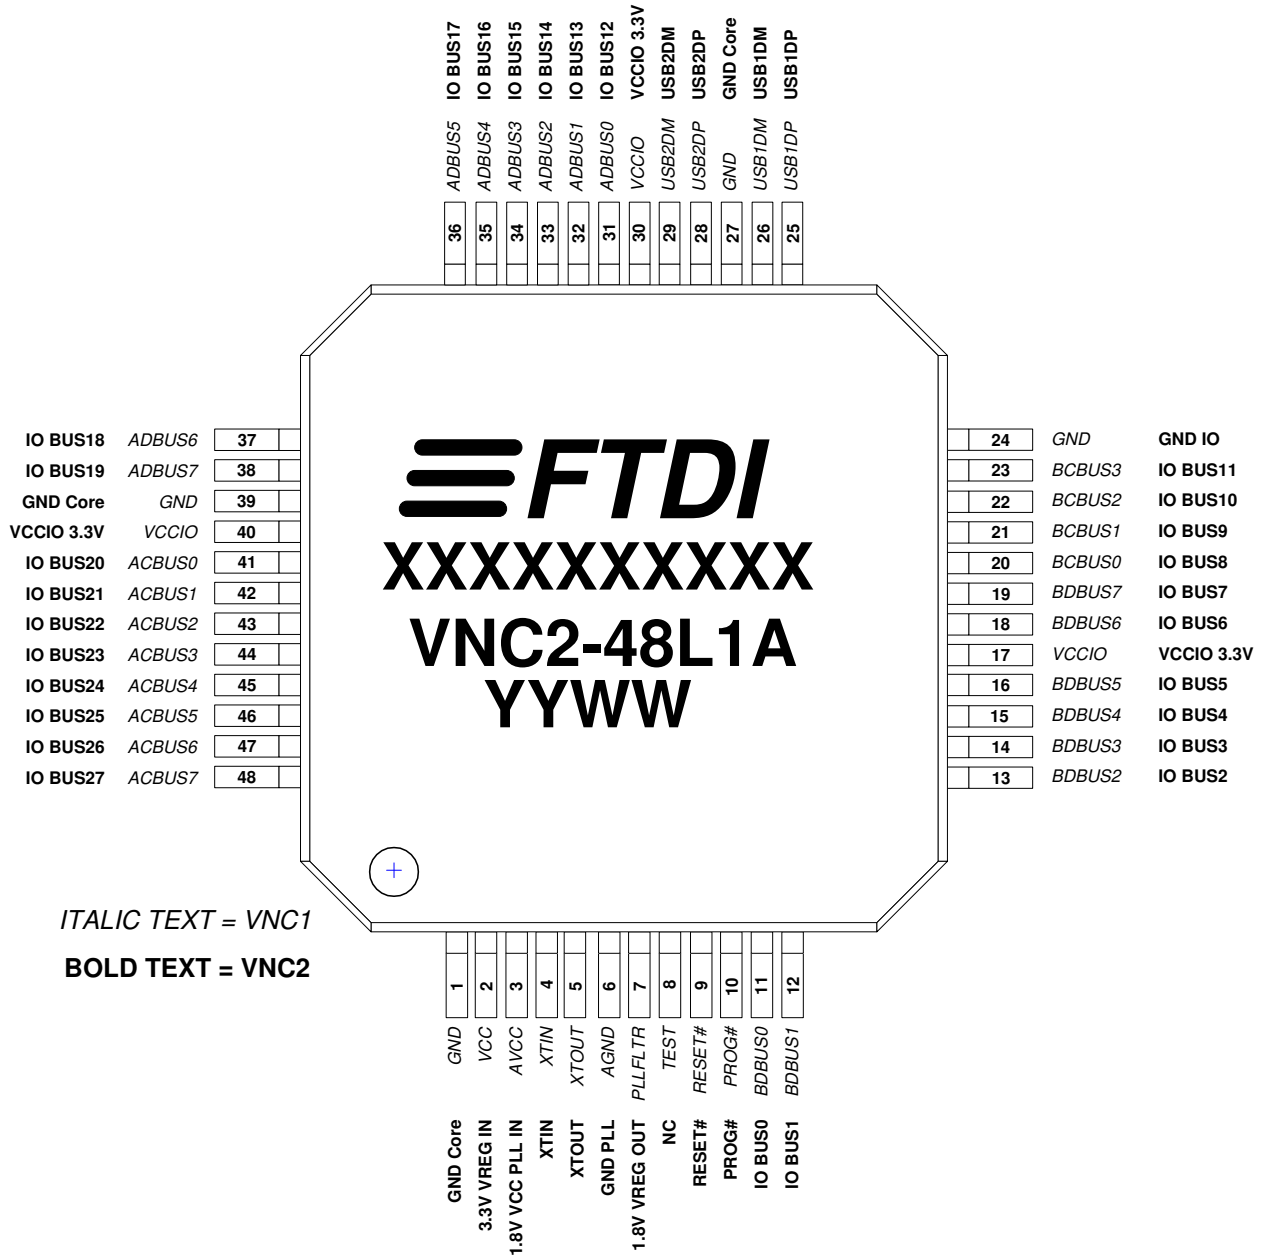 IO BUS17 IO BUS16 IO BUS15 IO BUS14 IO BUS13 IO BUS12 VCCIO 3.3V USB2DM USB2DP GND Core USB1DM USB1DP
ADBUS5 ADBUS4 ADBUS3 ADBUS2 ADBUS1 ADBUS0 VCCIO USB2DM USB2DP GND USB1DM USB1DP
36 35 34 33 32 31 30 29 28 27 26 25
IO BUS18 ADBUS6 37
IO BUS19 ADBUS7 38
GND Core GND 39
VCCIO 3.3V VCCIO 40
IO BUS20 ACBUS0 41
IO BUS21 ACBUS1 42
IO BUS22 ACBUS2 43
IO BUS23 ACBUS3 44
IO BUS24 ACBUS4 45
IO BUS25 ACBUS5 46
IO BUS26 ACBUS6 47
IO BUS27 ACBUS7 48
FTDI
XXXXXXXXXX
VNC2-48L1A
YYWW
24 GND GND IO
23 BCBUS3 IO BUS11
22 BCBUS2 IO BUS10
21 BCBUS1 IO BUS9
20 BCBUS0 IO BUS8
19 BDBUS7 IO BUS7
18 BDBUS6 IO BUS6
17 VCCIO VCCIO 3.3V
16 BDBUS5 IO BUS5
15 BDBUS4 IO BUS4
14 BDBUS3 IO BUS3
13 BDBUS2 IO BUS2
ITALIC TEXT = VNC1
BOLD TEXT = VNC2
1 2 3 4 5 6 7 8 9 10 11 12
GND VCC AVCC XTIN XTOUT AGND PLLFLTR TEST RESET# PROG# BDBUS0 BDBUS1
GND Core 3.3V VREG IN 1.8V VCC PLL IN XTIN XTOUT GND PLL 1.8V VREG OUT NC RESET# PROG# IO BUS0 IO BUS1